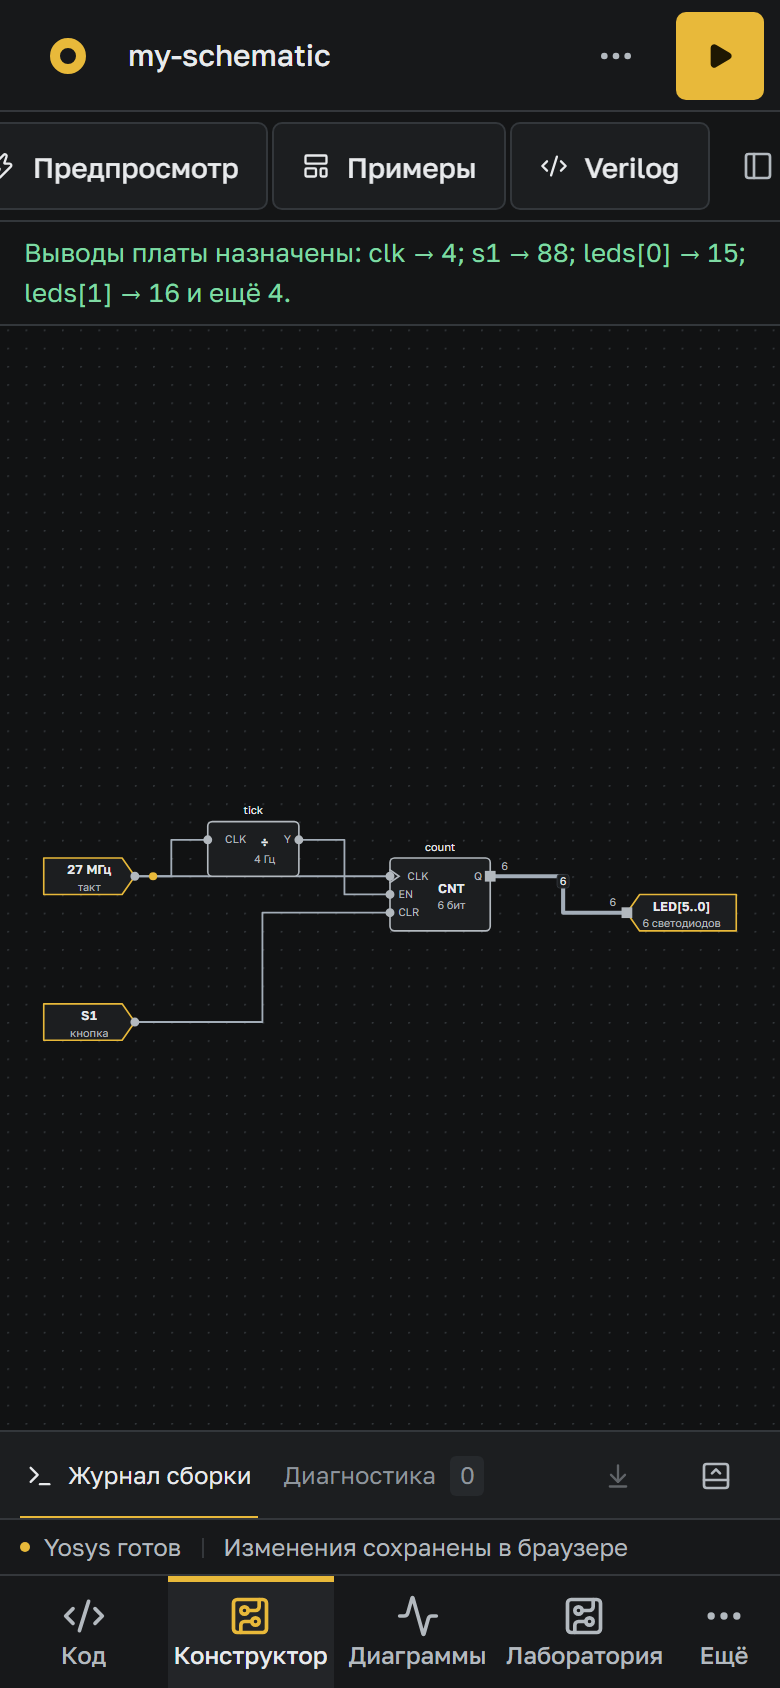 my-schematic
Предпросмотр
Примеры
Verilog
Выводы платы назначены: clk → 4; s1 → 88; leds[0] → 15;
leds[1] → 16 и ещё 4.
tick
CLK ÷ Y
4 Гц
27 МГц
такт
count
CLK Q
EN
CLR
CNT
6 бит
6
6
6
LED[5..0]
6 светодиодов
S1
кнопка
Журнал сборки
Диагностика 0
Yosys готов
Изменения сохранены в браузере
Код
Конструктор
Диаграммы
Лаборатория
Ещё